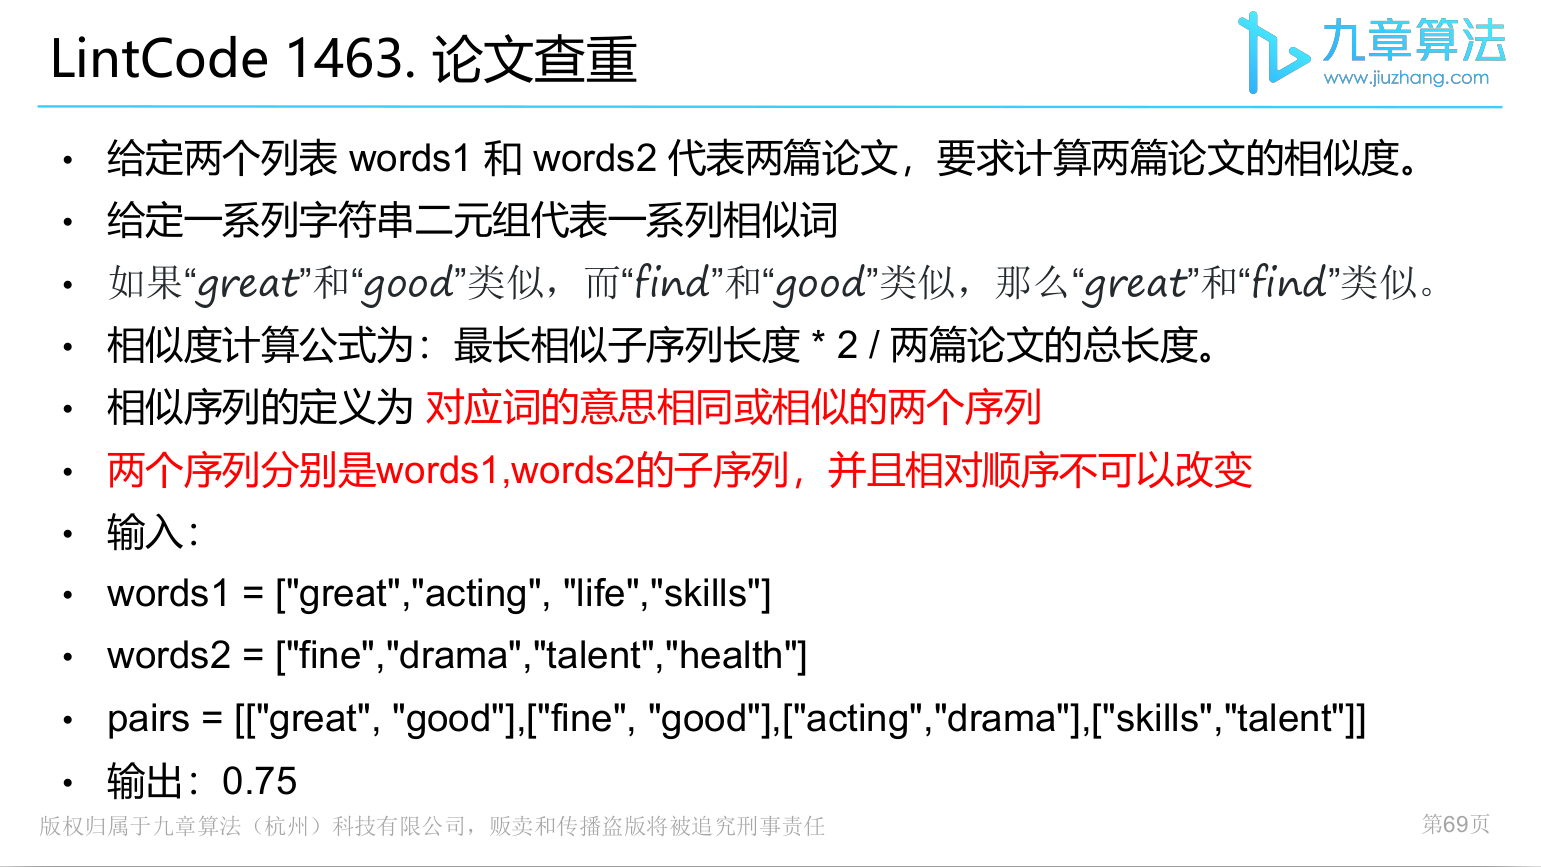 LintCode 1463. 论文查重
九章算法
www.jiuzhang.com
• 给定两个列表 words1 和 words2 代表两篇论文，要求计算两篇论文的相似度。
• 给定一系列字符串二元组代表一系列相似词
• 如果“great”和“good”类似，而“find”和“good”类似，那么“great”和“find”类似。
• 相似度计算公式为：最长相似子序列长度 * 2 / 两篇论文的总长度。
• 相似序列的定义为 对应词的意思相同或相似的两个序列
• 两个序列分别是words1,words2的子序列，并且相对顺序不可以改变
• 输入：
• words1 = ["great","acting", "life","skills"]
• words2 = ["fine","drama","talent","health"]
• pairs = [["great", "good"],["fine", "good"],["acting","drama"],["skills","talent"]]
• 输出：0.75
版权归属于九章算法（杭州）科技有限公司，贩卖和传播盗版将被追究刑事责任
第69页